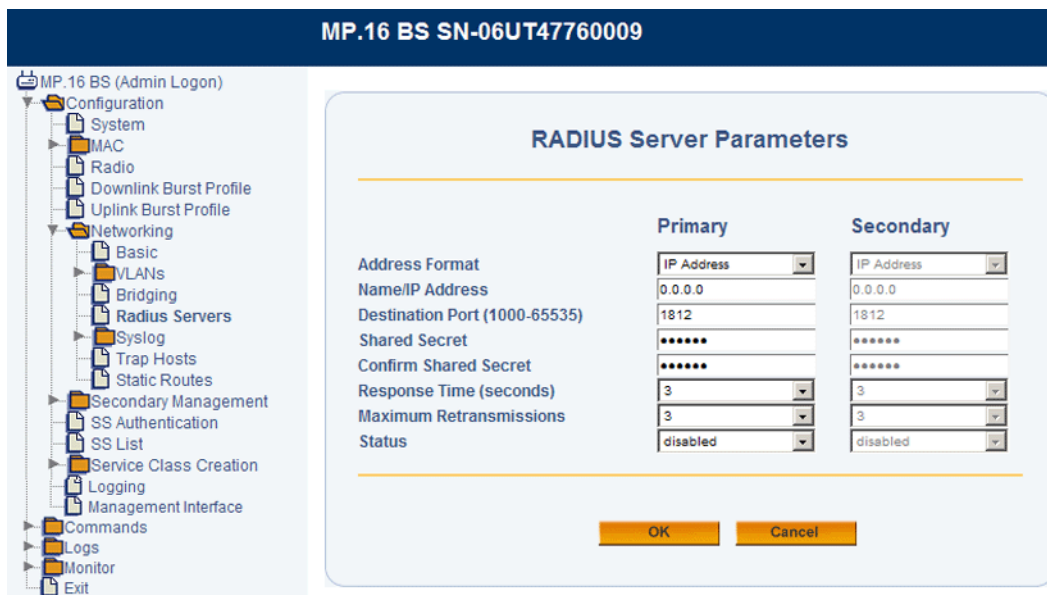 MP.16 BS SN-06UT47760009
MP.16 BS (Admin Logon)
Configuration
System
MAC
Radio
Downlink Burst Profile
Uplink Burst Profile
Networking
Basic
VLANs
Bridging
Radius Servers
Syslog
Trap Hosts
Static Routes
Secondary Management
SS Authentication
SS List
Service Class Creation
Logging
Management Interface
Commands
Logs
Monitor
Exit
RADIUS Server Parameters
Primary Secondary
Address Format IP Address IP Address
Name/IP Address 0.0.0.0 0.0.0.0
Destination Port (1000-65535) 1812 1812
Shared Secret •••••• ••••••
Confirm Shared Secret •••••• ••••••
Response Time (seconds) 3 3
Maximum Retransmissions 3 3
Status disabled disabled
OK Cancel